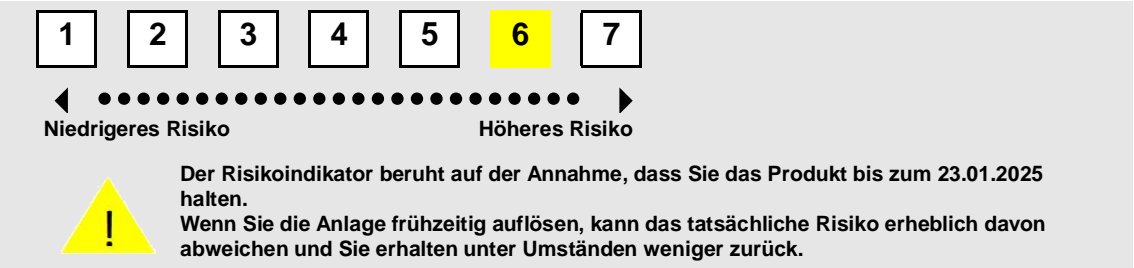 1 2 3 4 5 6 7
Niedrigeres Risiko Höheres Risiko
Der Risikoindikator beruht auf der Annahme, dass Sie das Produkt bis zum 23.01.2025
halten.
!
Wenn Sie die Anlage frühzeitig auflösen, kann das tatsächliche Risiko erheblich davon
abweichen und Sie erhalten unter Umständen weniger zurück.